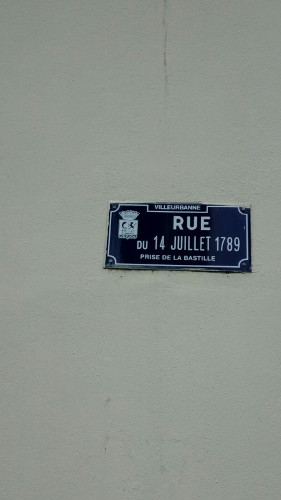 VILLEURBANNE
RUE
DU 14 JUILLET 1789
PRISE DE LA BASTILLE